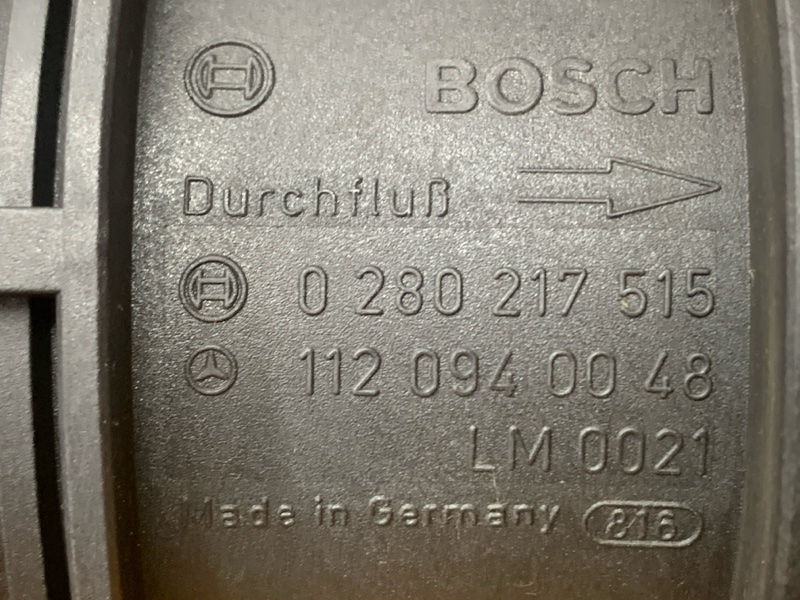 BOSCH
Durchfluß
0 280 217 515
112 094 00 48
LM 0021
Made in Germany 816